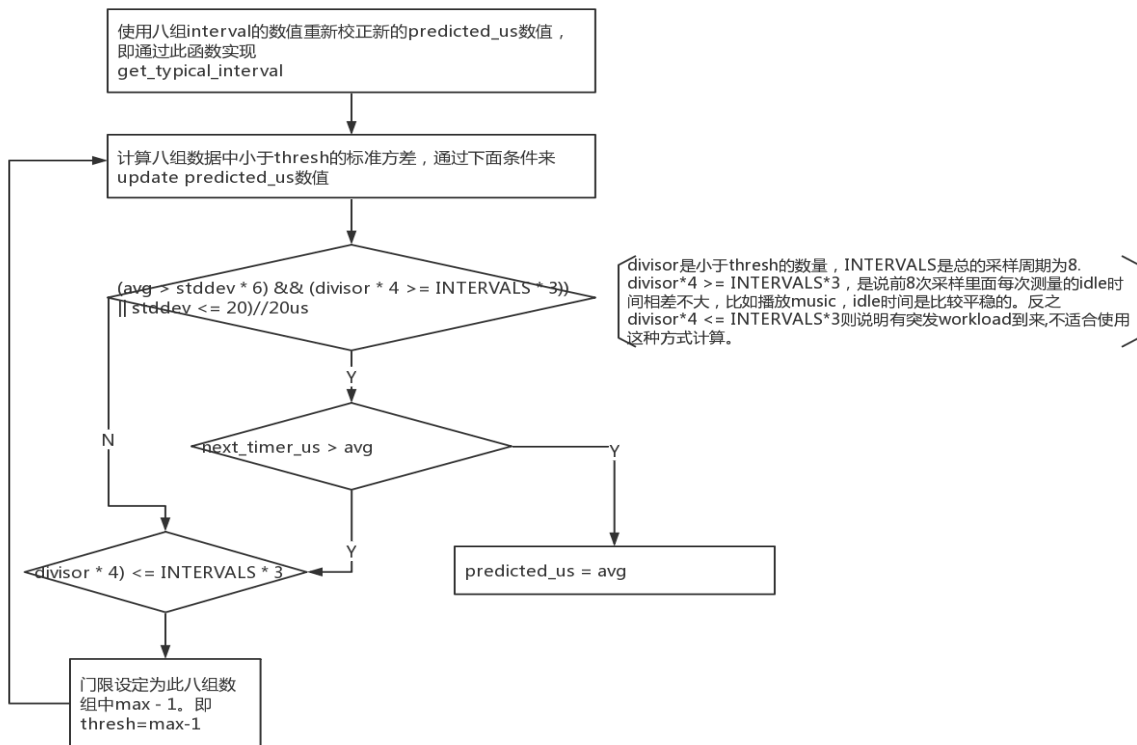 使用八组interval的数值重新校正新的predicted_us数值，
即通过此函数实现
get_typical_interval
计算八组数据中小于thresh的标准方差，通过下面条件来
update predicted_us数值
(avg > stddev * 6) && (divisor * 4 >= INTERVALS * 3))
|| stddev <= 20)//20us
divisor是小于thresh的数量，INTERVALS是总的采样周期为8.
divisor*4 >= INTERVALS*3，是说前8次采样里面每次测量的idle时
间相差不大，比如播放music，idle时间是比较平稳的。反之
divisor*4 <= INTERVALS*3则说明有突发workload到来,不适合使用
这种方式计算。
Y
N
next_timer_us > avg
Y
Y
divisor * 4) <= INTERVALS * 3
predicted_us = avg
门限设定为此八组数
组中max - 1。即
thresh=max-1